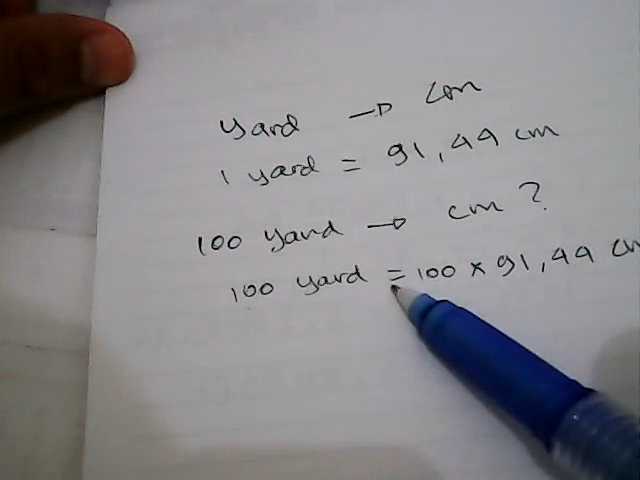 yard → cm
1 yard = 91,44 cm
100 yard → cm ?
100 yard = 100 × 91,44 cm